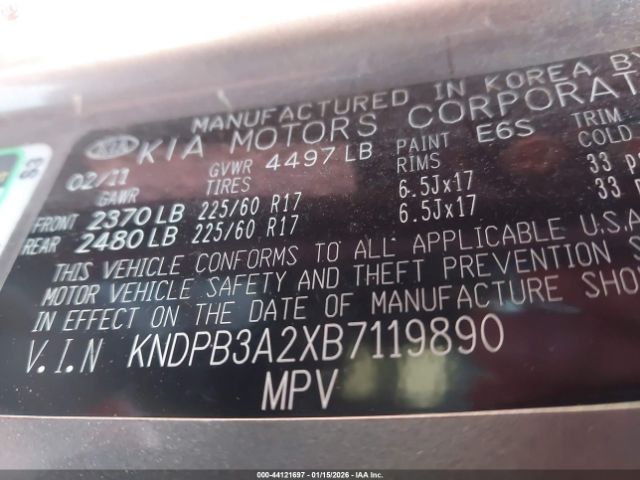 MANUFACTURED IN KOREA BY
KIA KIA MOTORS CORPORAT
02/11 GVWR 4497 LB PAINT E6S TRIM
GAWR TIRES RIMS COLD
FRONT 2370 LB 225/60 R17 6.5Jx17 33
REAR 2480 LB 225/60 R17 6.5Jx17 33
THIS VEHICLE CONFORMS TO ALL APPLICABLE U.S.A
MOTOR VEHICLE SAFETY AND THEFT PREVENTION S
IN EFFECT ON THE DATE OF MANUFACTURE SHO
V.I.N KNDPB3A2XB7119890
MPV
000-44121697 - 01/15/2026 - IAAI.COM